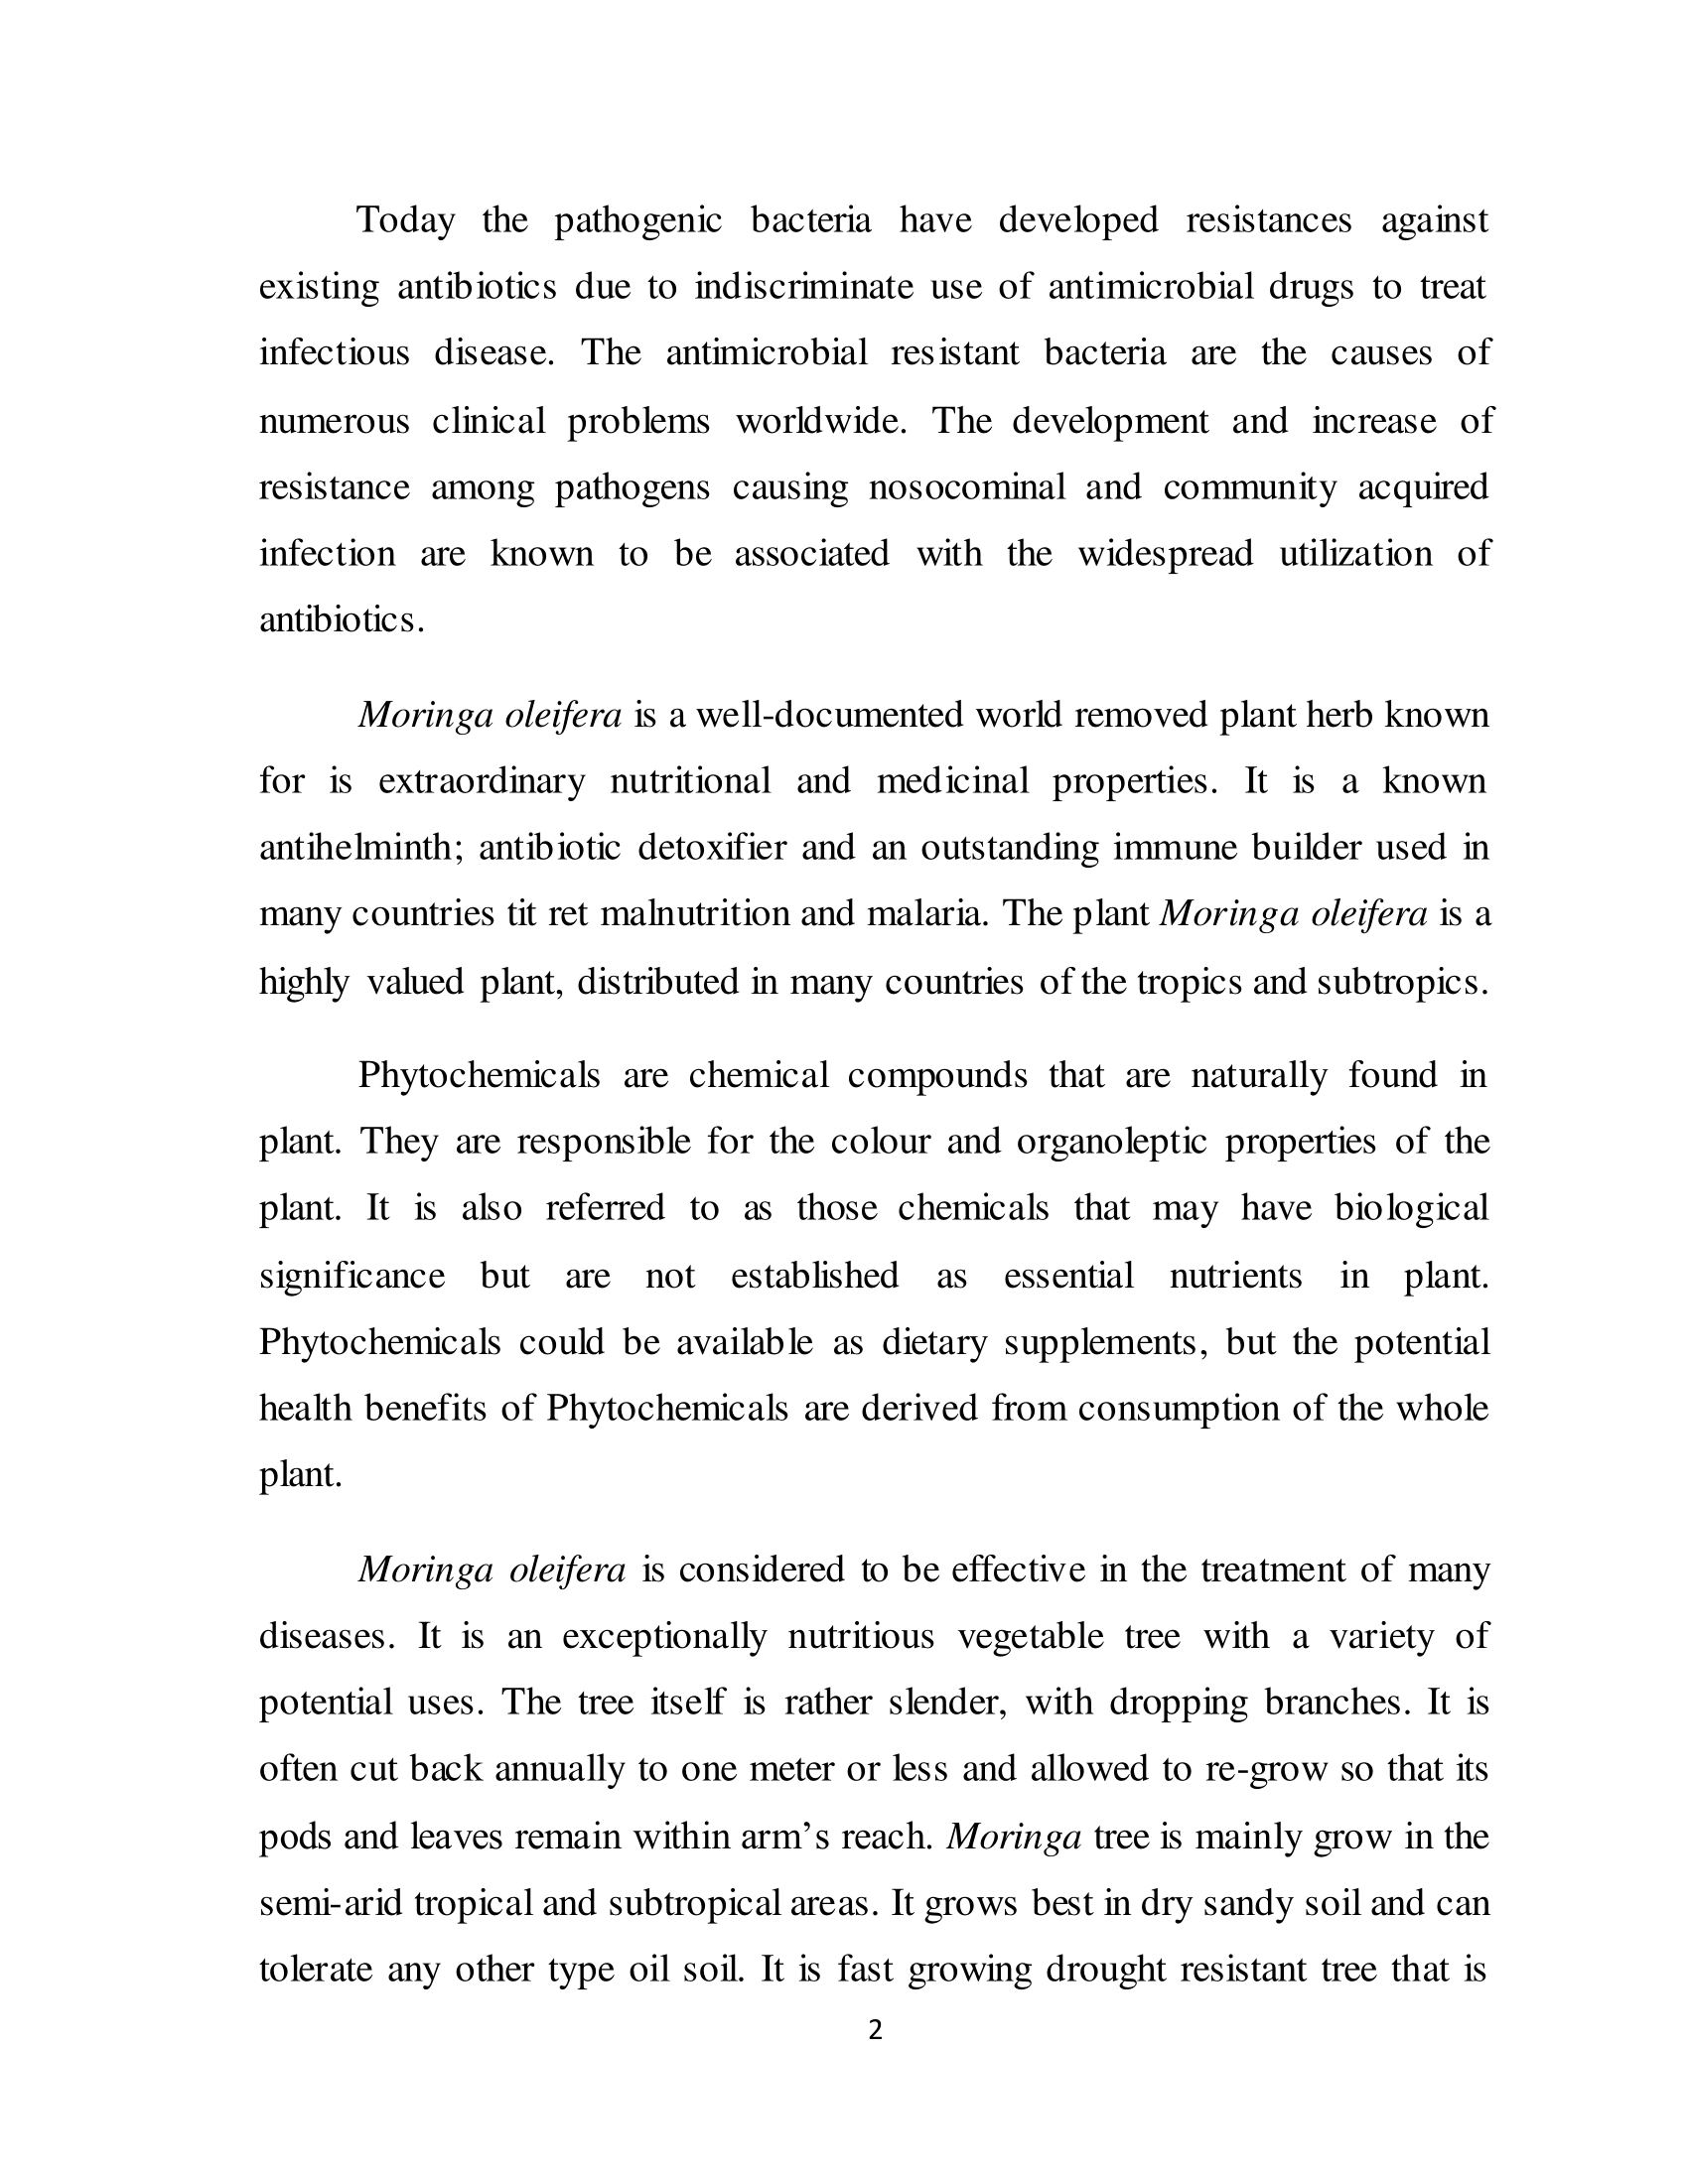 Today the pathogenic bacteria have developed resistances against
existing antibiotics due to indiscriminate use of antimicrobial drugs to treat
infectious disease. The antimicrobial resistant bacteria are the causes of
numerous clinical problems worldwide. The development and increase of
resistance among pathogens causing nosocominal and community acquired
infection are known to be associated with the widespread utilization of
antibiotics.
Moringa oleifera is a well-documented world removed plant herb known
for is extraordinary nutritional and medicinal properties. It is a known
antihelminth; antibiotic detoxifier and an outstanding immune builder used in
many countries tit ret malnutrition and malaria. The plant Moringa oleifera is a
highly valued plant, distributed in many countries of the tropics and subtropics.
Phytochemicals are chemical compounds that are naturally found in
plant. They are responsible for the colour and organoleptic properties of the
plant. It is also referred to as those chemicals that may have biological
significance but are not established as essential nutrients in plant.
Phytochemicals could be available as dietary supplements, but the potential
health benefits of Phytochemicals are derived from consumption of the whole
plant.
Moringa oleifera is considered to be effective in the treatment of many
diseases. It is an exceptionally nutritious vegetable tree with a variety of
potential uses. The tree itself is rather slender, with dropping branches. It is
often cut back annually to one meter or less and allowed to re-grow so that its
pods and leaves remain within arm’s reach. Moringa tree is mainly grow in the
semi-arid tropical and subtropical areas. It grows best in dry sandy soil and can
tolerate any other type oil soil. It is fast growing drought resistant tree that is
2